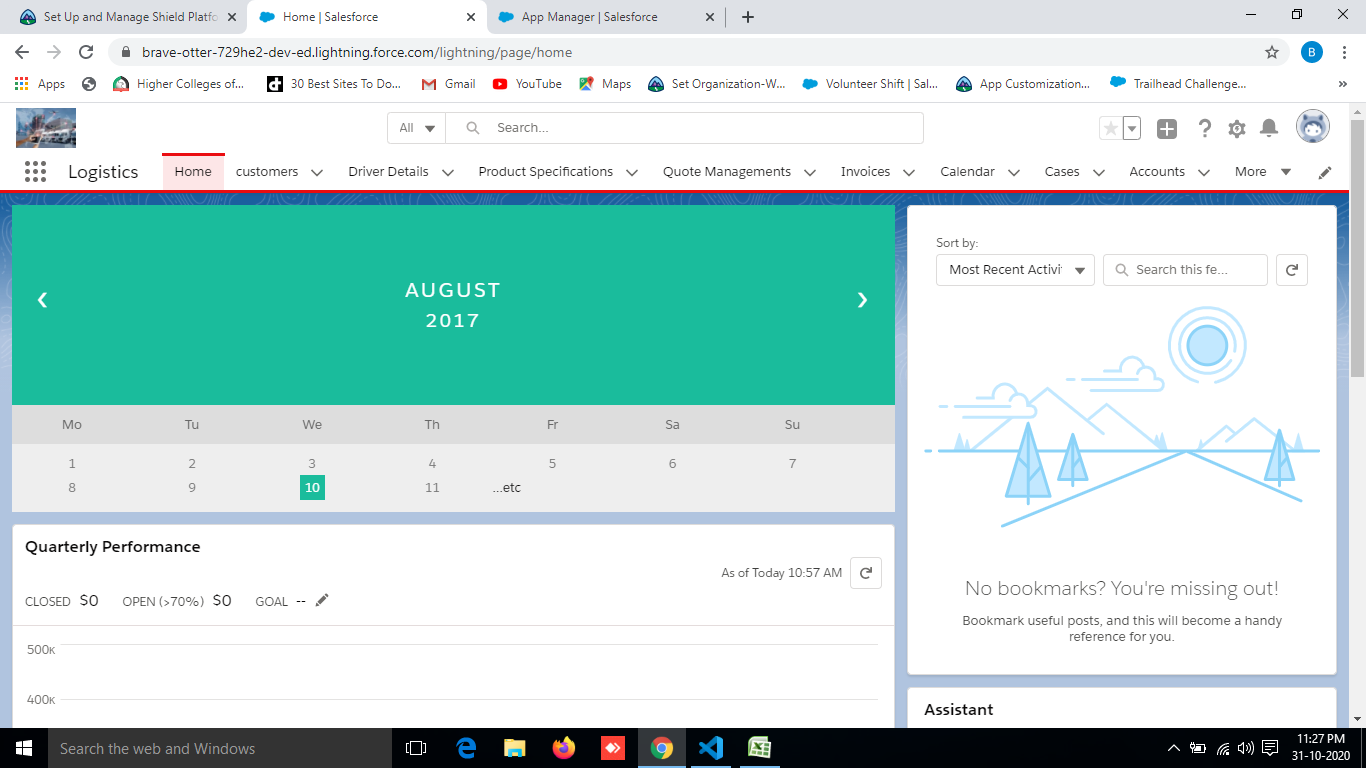 Set Up and Manage Shield Platfo
Home | Salesforce
App Manager | Salesforce
brave-otter-729he2-dev-ed.lightning.force.com/lightning/page/home
B
Apps
Higher Colleges of...
30 Best Sites To Do...
Gmail
YouTube
Maps
Set Organization-W...
Volunteer Shift | Sal...
App Customization...
Trailhead Challenge...
All
Search...
Logistics
Home
customers
Driver Details
Product Specifications
Quote Managements
Invoices
Calendar
Cases
Accounts
More
AUGUST
2017
Mo Tu We Th Fr Sa Su
1 2 3 4 5 6 7
8 9 10 11 ...etc
Sort by:
Most Recent Activi
Search this fe...
No bookmarks? You're missing out!
Bookmark useful posts, and this will become a handy
reference for you.
Quarterly Performance
As of Today 10:57 AM
CLOSED $0 OPEN (>70%) $0 GOAL --
500K
400K
Assistant
Search the web and Windows
11:27 PM
31-10-2020